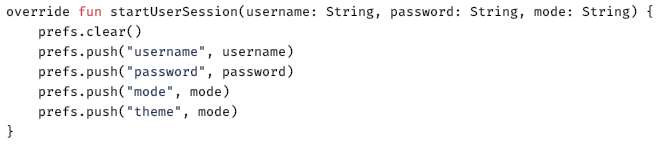 override fun startUserSession(username: String, password: String, mode: String) {
    prefs.clear()
    prefs.push("username", username)
    prefs.push("password", password)
    prefs.push("mode", mode)
    prefs.push("theme", mode)
}